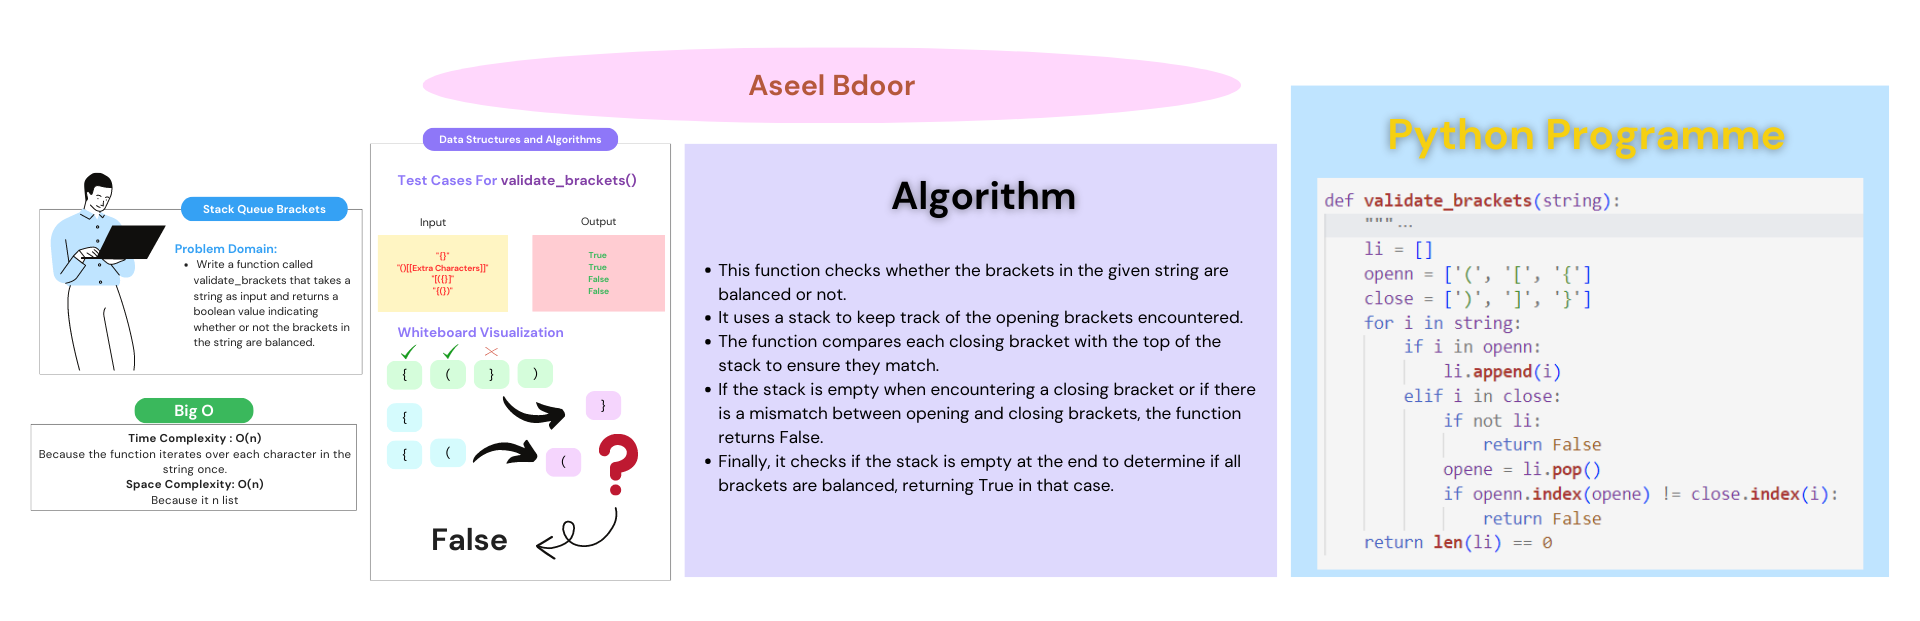 Aseel Bdoor
Stack Queue Brackets
Problem Domain:
• Write a function called
validate_brackets that takes a
string as input and returns a
boolean value indicating
whether or not the brackets in
the string are balanced.
Big O
Time Complexity : O(n)
Because the function iterates over each character in the
string once.
Space Complexity: O(n)
Because it n list
Data Structures and Algorithms
Test Cases For validate_brackets()
Input
"{}"
"()[[Extra Characters]]"
"[({}]"
"{(})"
Output
True
True
False
False
Whiteboard Visualization
{ ( } )
}
{
{ (
(
?
False
Algorithm
• This function checks whether the brackets in the given string are
balanced or not.
• It uses a stack to keep track of the opening brackets encountered.
• The function compares each closing bracket with the top of the
stack to ensure they match.
• If the stack is empty when encountering a closing bracket or if there
is a mismatch between opening and closing brackets, the function
returns False.
• Finally, it checks if the stack is empty at the end to determine if all
brackets are balanced, returning True in that case.
Python Programme
def validate_brackets(string):
"""...
li = []
openn = ['(', '[', '{']
close = [')', ']', '}']
for i in string:
if i in openn:
li.append(i)
elif i in close:
if not li:
return False
opene = li.pop()
if openn.index(opene) != close.index(i):
return False
return len(li) == 0